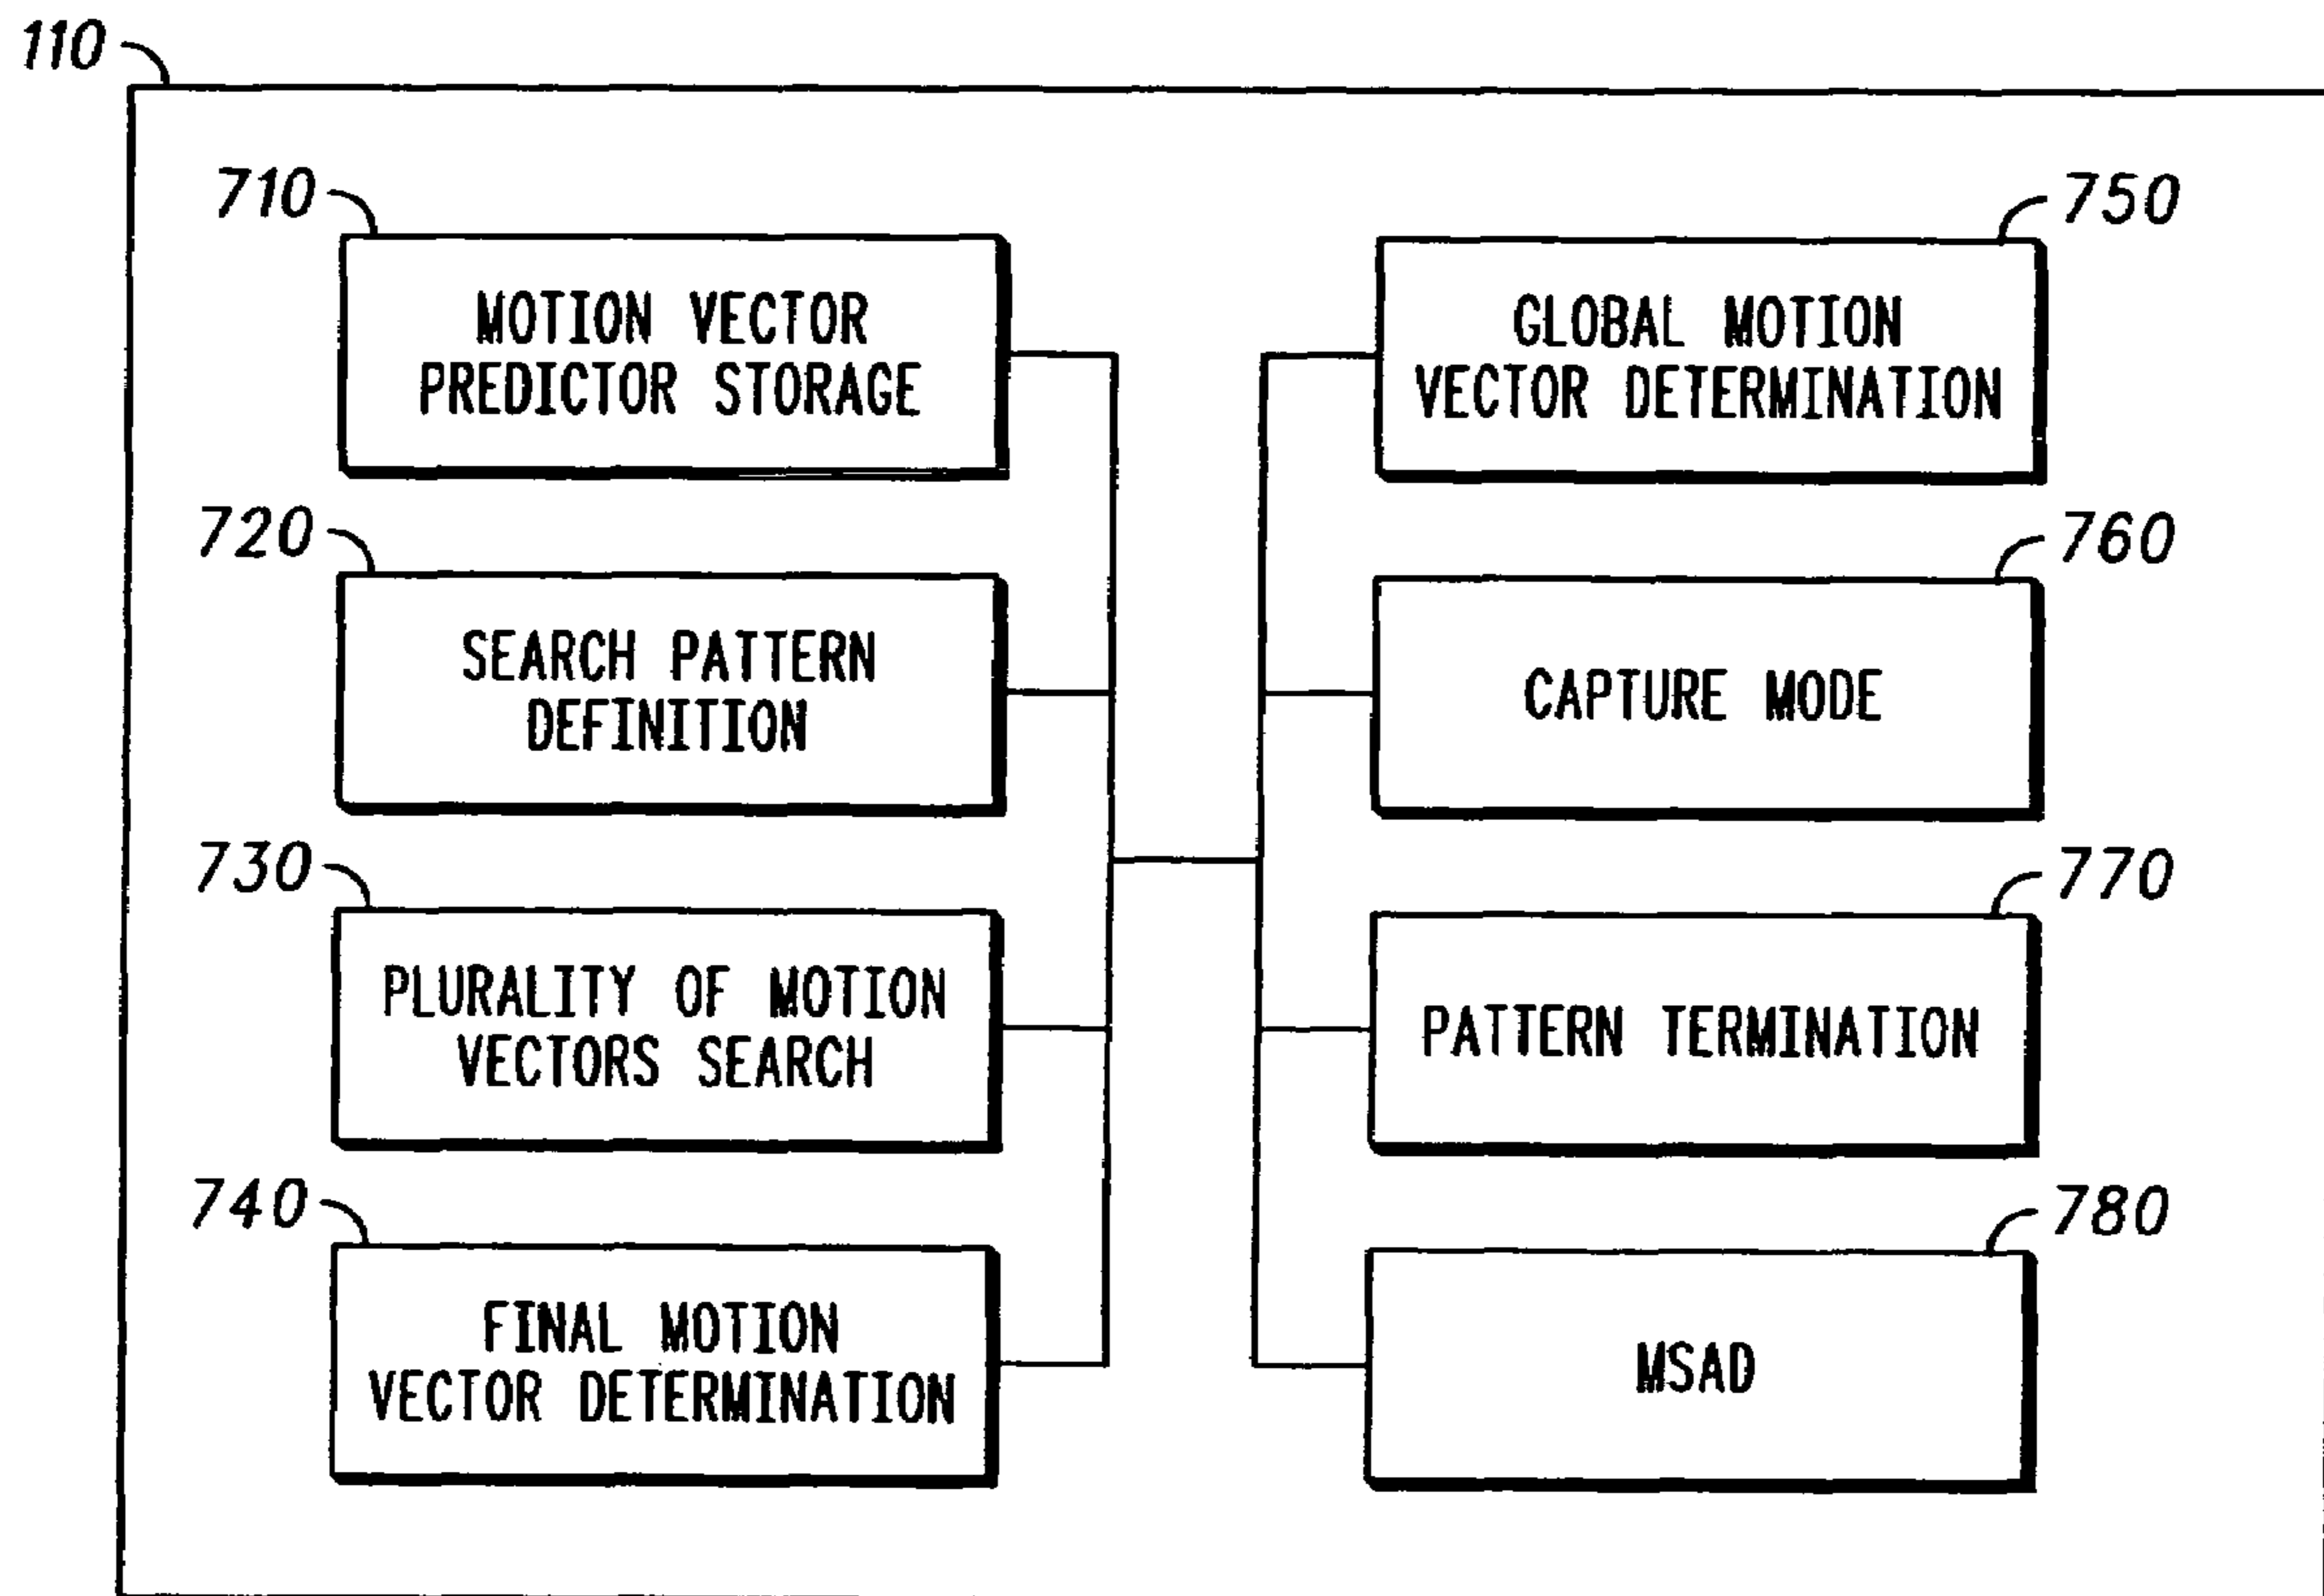 110
710
MOTION VECTOR
PREDICTOR STORAGE
720
SEARCH PATTERN
DEFINITION
730
PLURALITY OF MOTION
VECTORS SEARCH
740
FINAL MOTION
VECTOR DETERMINATION
750
GLOBAL MOTION
VECTOR DETERMINATION
760
CAPTURE MODE
770
PATTERN TERMINATION
780
MSAD